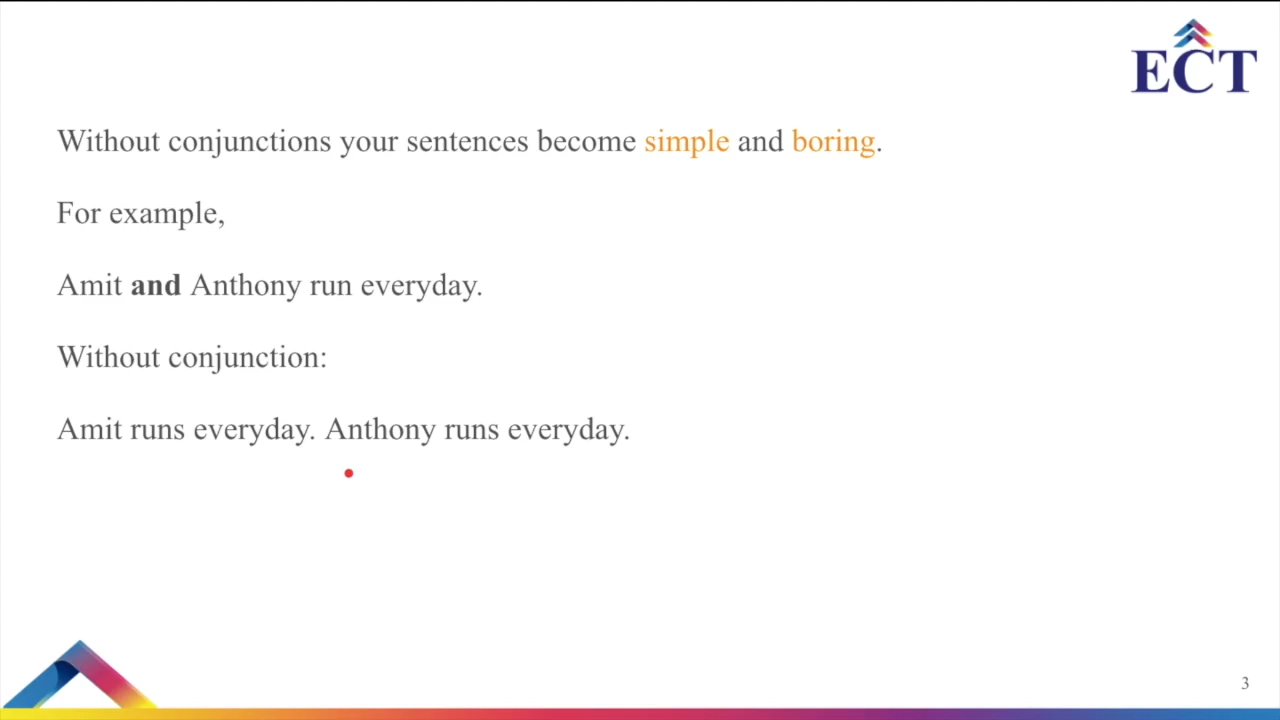 ECT
Without conjunctions your sentences become simple and boring.
For example,
Amit and Anthony run everyday.
Without conjunction:
Amit runs everyday. Anthony runs everyday.
3